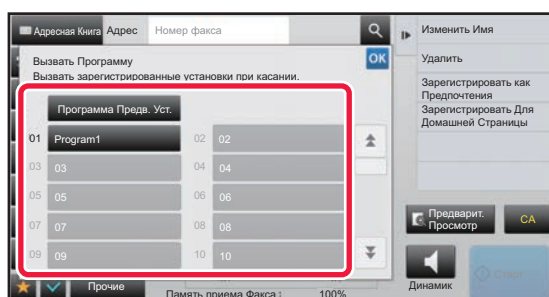 Адресная Книга Адрес Номер факса
Изменить Имя
Вызвать Программу OK
Удалить
Вызвать зарегистрированные установки при касании.
Зарегистрировать как
Предпочтения
Программа Предв. Уст.
Зарегистрировать Для
Домашней Страницы
01 Program1 02 02
03 03 04 04
05 05 06 06
07 07 08 08
09 09 10 10
Предварит.
Просмотр
CA
Прочие
Память приема Факса: 100%
Динамик
Старт